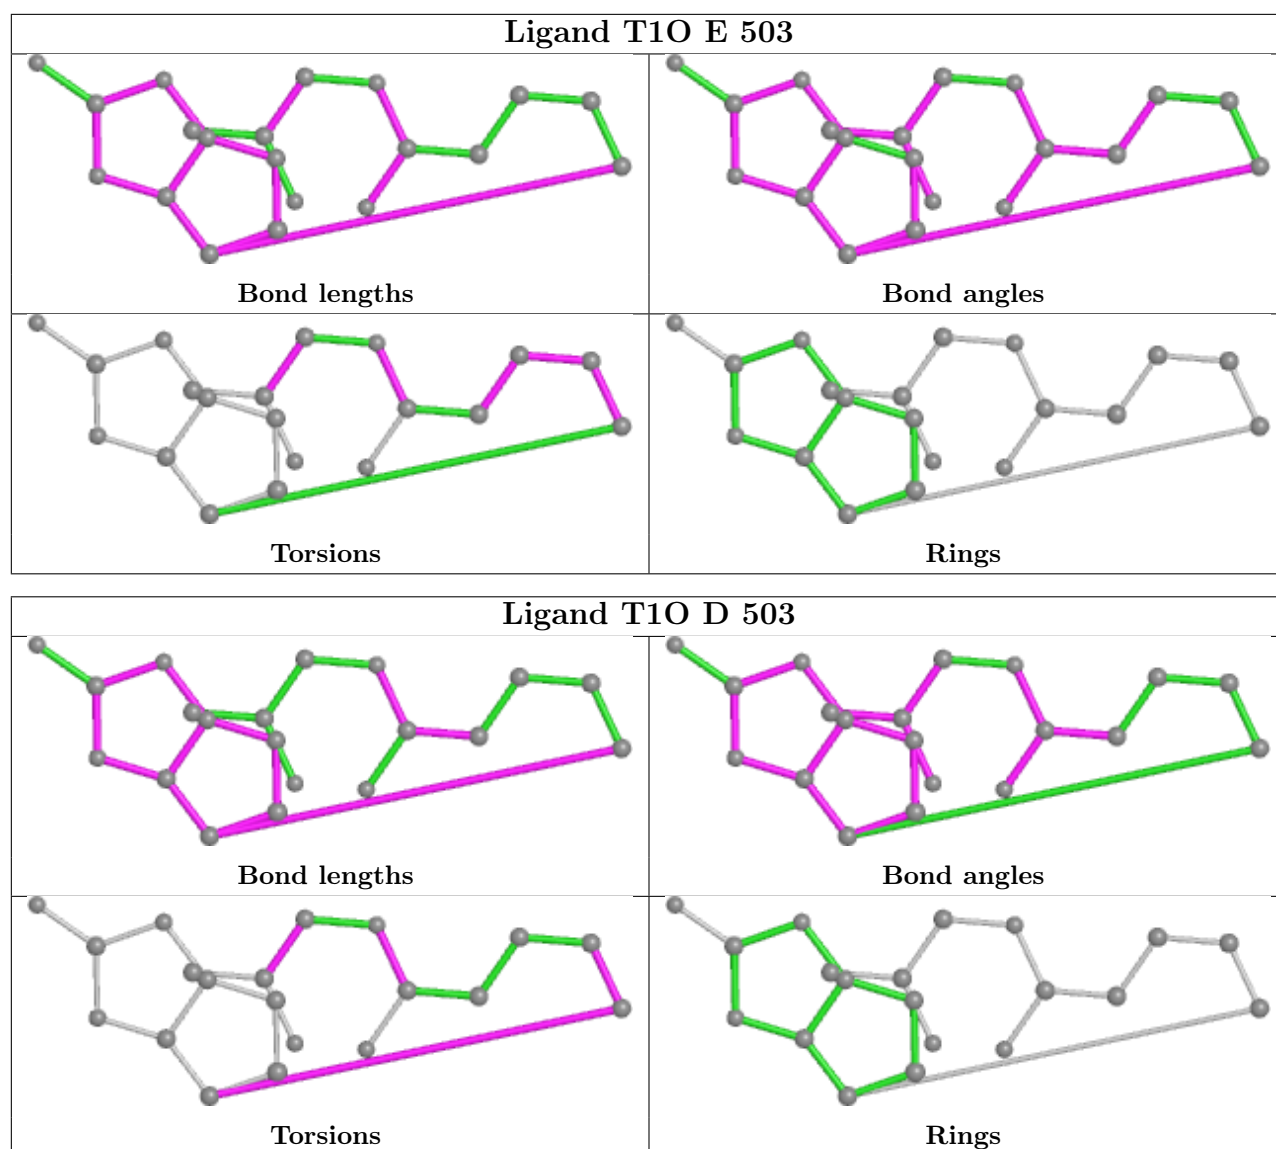 Ligand T1O E 503
Bond lengths
Bond angles
Torsions
Rings
Ligand T1O D 503
Bond lengths
Bond angles
Torsions
Rings